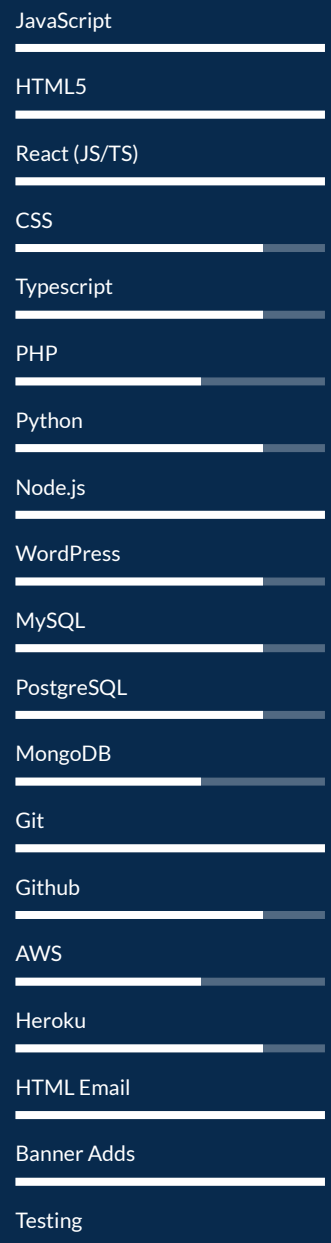 JavaScript
HTML5
React (JS/TS)
CSS
Typescript
PHP
Python
Node.js
WordPress
MySQL
PostgreSQL
MongoDB
Git
Github
AWS
Heroku
HTML Email
Banner Adds
Testing